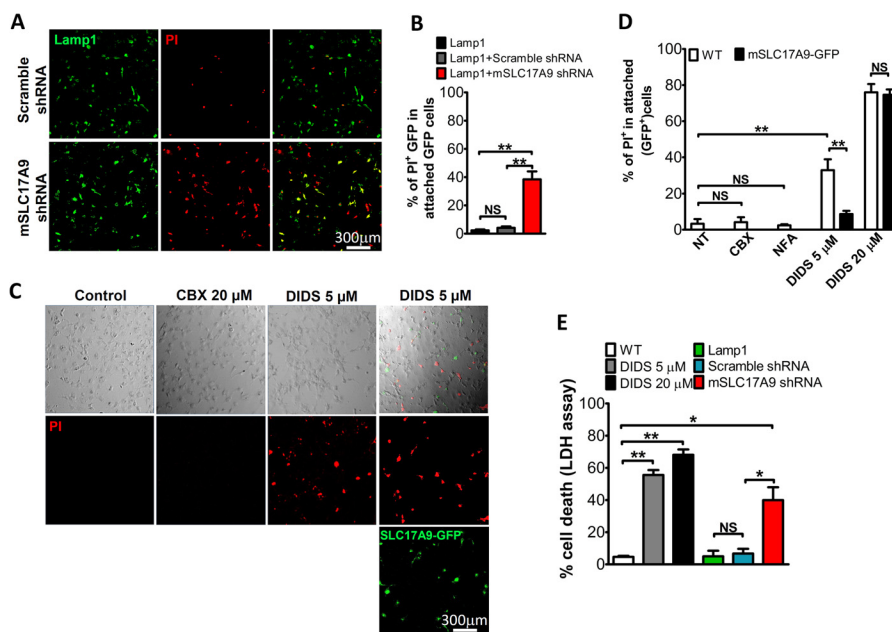 A
Lamp1
PI
Scramble
shRNA
mSLC17A9
shRNA
300μm
B
Lamp1
Lamp1+Scramble shRNA
Lamp1+mSLC17A9 shRNA
% of PI+ GFP in
attached GFP cells
100
80
60
40
20
0
**
**
NS
D
WT
mSLC17A9-GFP
% of PI+ in attached
(GFP+)cells
100
80
60
40
20
0
NS
**
**
NS
NS
NT
CBX
NFA
DIDS 5 μM
DIDS 20 μM
C
Control
CBX 20 μM
DIDS 5 μM
DIDS 5 μM
PI
SLC17A9-GFP
300μm
E
WT
DIDS 5 μM
DIDS 20 μM
Lamp1
Scramble shRNA
mSLC17A9 shRNA
% cell death (LDH assay)
100
80
60
40
20
0
*
**
**
*
NS